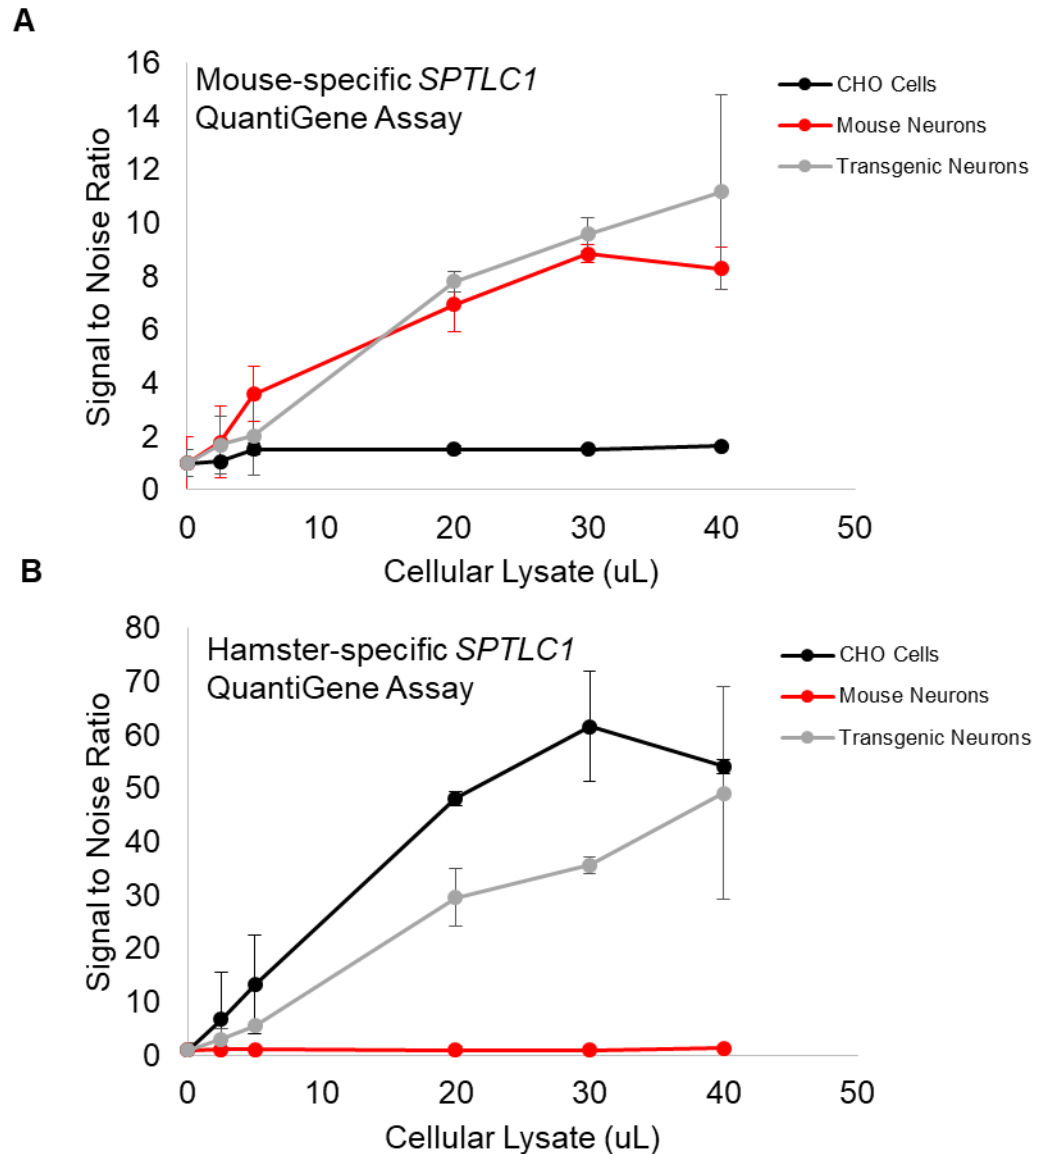 A
Mouse-specific SPTLC1
QuantiGene Assay
Signal to Noise Ratio
16
14
12
10
8
6
4
2
0
0 10 20 30 40 50
Cellular Lysate (uL)
CHO Cells
Mouse Neurons
Transgenic Neurons
B
Hamster-specific SPTLC1
QuantiGene Assay
Signal to Noise Ratio
80
70
60
50
40
30
20
10
0
0 10 20 30 40 50
Cellular Lysate (uL)
CHO Cells
Mouse Neurons
Transgenic Neurons